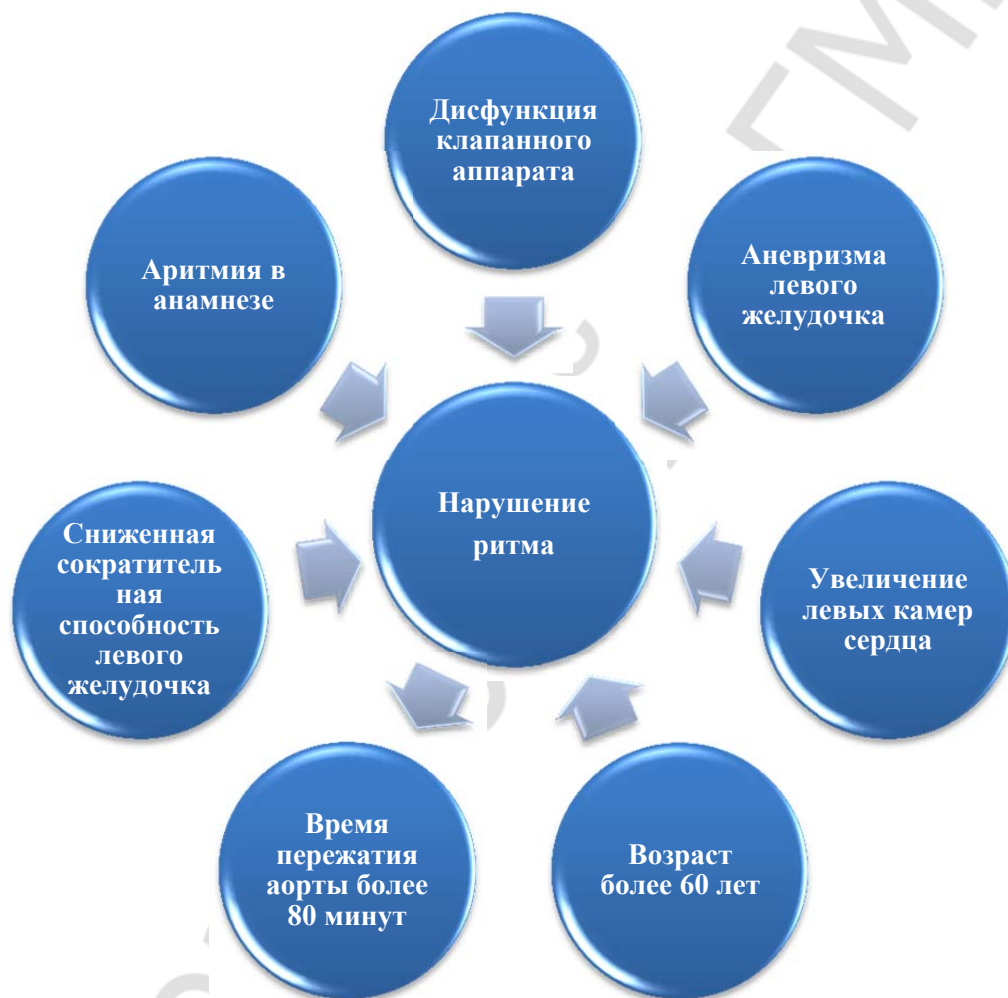 Дисфункция
клапанного
аппарата
Аритмия в
анамнезе
Аневризма
левого
желудочка
Нарушение
ритма
Сниженная
сократитель
ная
способность
левого
желудочка
Увеличение
левых камер
сердца
Время
пережатия
аорты более
80 минут
Возраст
более 60 лет